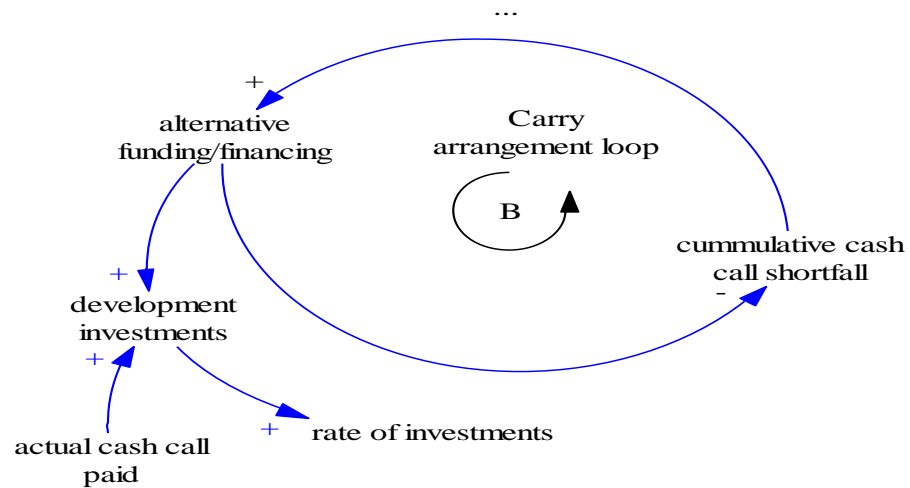 ...
+
alternative
funding/financing
Carry
arrangement loop
B
cummulative cash
call shortfall
-
+
development
investments
+
+
rate of investments
actual cash call
paid